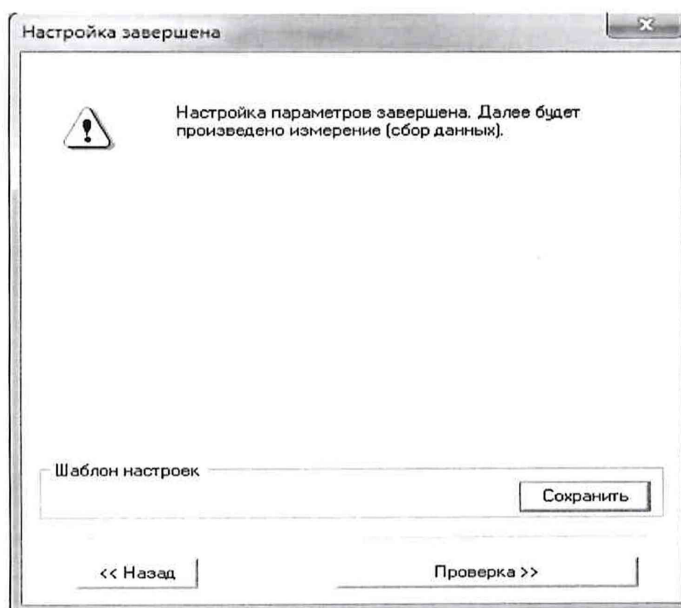 Настройка завершена
Настройка параметров завершена. Далее будет
произведено измерение (сбор данных).
Шаблон настроек
Сохранить
<< Назад
Проверка >>